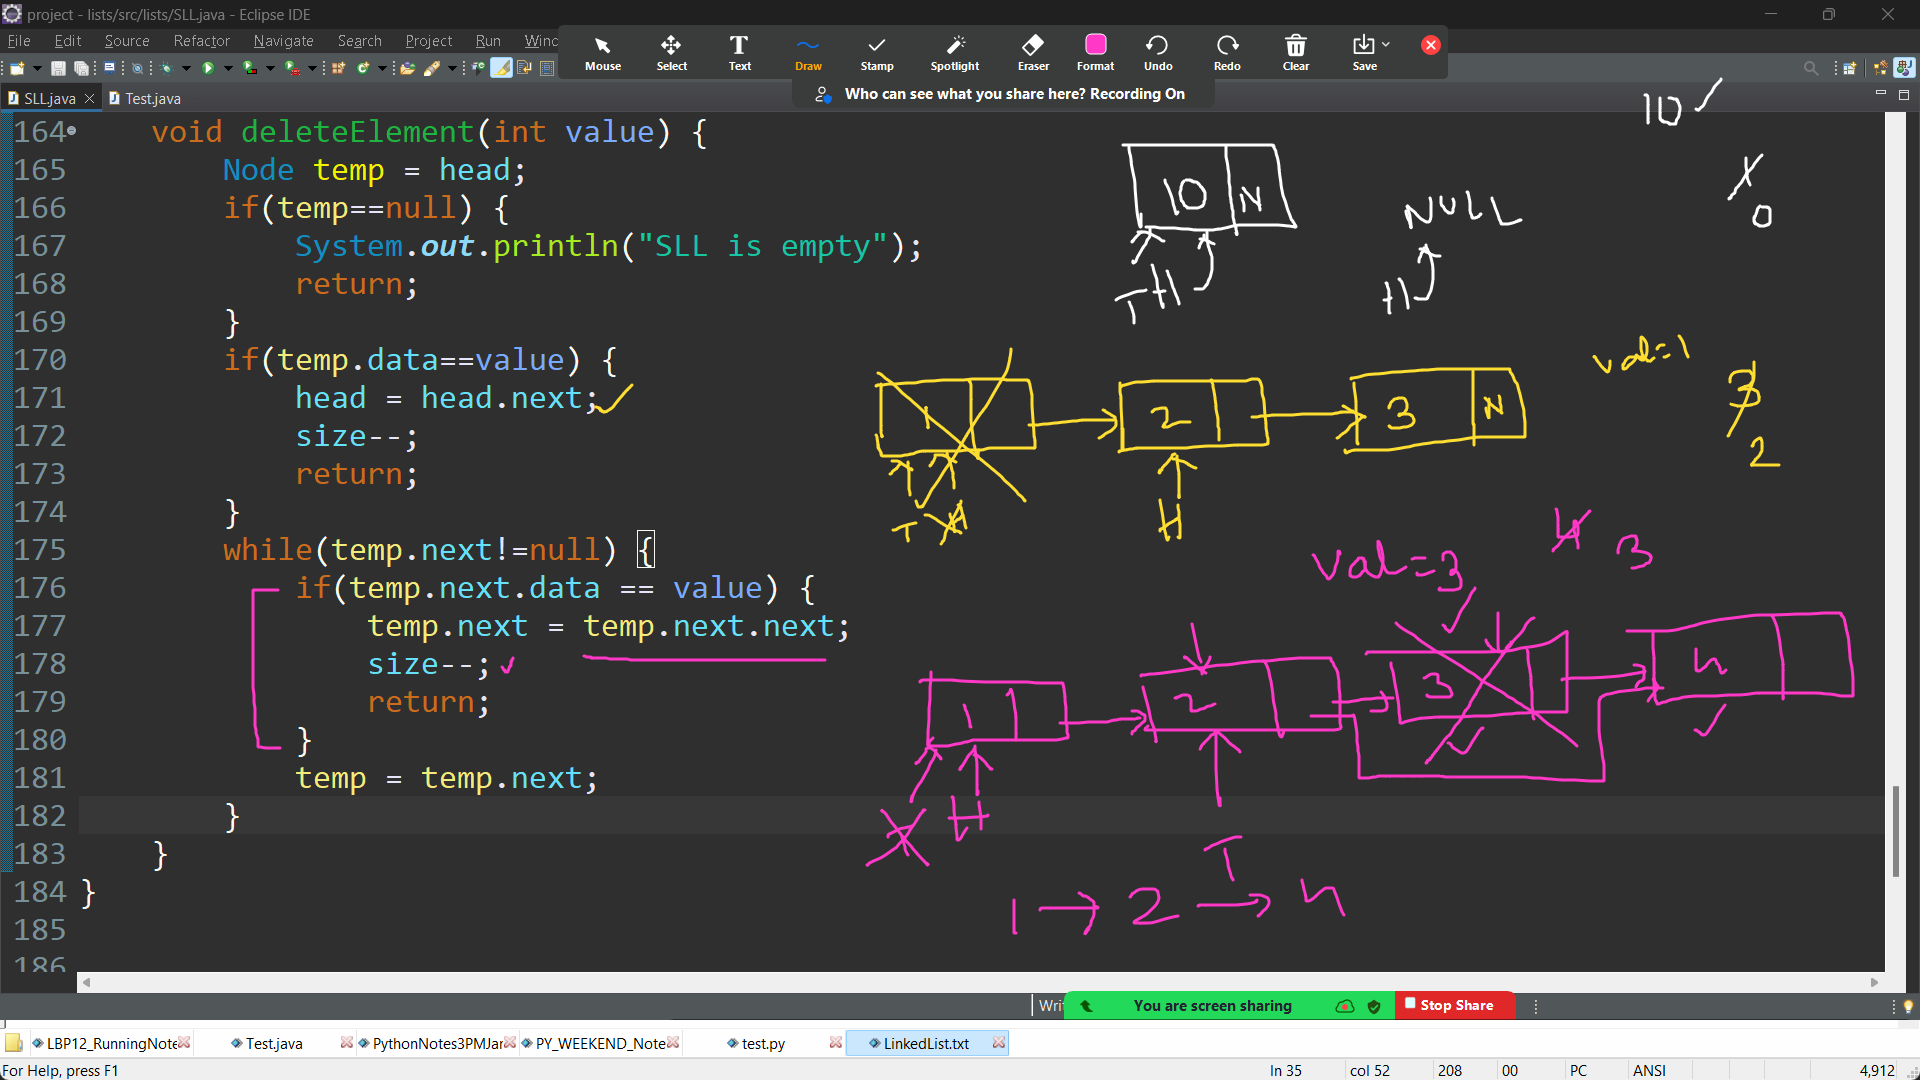 project - lists/src/lists/SLL.java - Eclipse IDE
File Edit Source Refactor Navigate Search Project Run Wind
Mouse Select Text Draw Stamp Spotlight Eraser Format Undo Redo Clear Save
Who can see what you share here? Recording On
SLL.java Test.java
10
164 void deleteElement(int value) {
165 Node temp = head;
166 if(temp==null) {
167 System.out.println("SLL is empty");
168 return;
169 }
170 if(temp.data==value) {
171 head = head.next;
172 size--;
173 return;
174 }
175 while(temp.next!=null) {
176 if(temp.next.data == value) {
177 temp.next = temp.next.next;
178 size--;
179 return;
180 }
181 temp = temp.next;
182 }
183 }
184 }
185
186
10 N
NULL
0
T H
H
val=1
1 2 3 N
3
2
T H
H
val=3
4 3
1 2 3 4
H
T
1 → 2 → 4
Writ
You are screen sharing Stop Share
LBP12_RunningNote Test.java PythonNotes3PMJan PY_WEEKEND_Note test.py LinkedList.txt
For Help, press F1 ln 35 col 52 208 00 PC ANSI 4,912